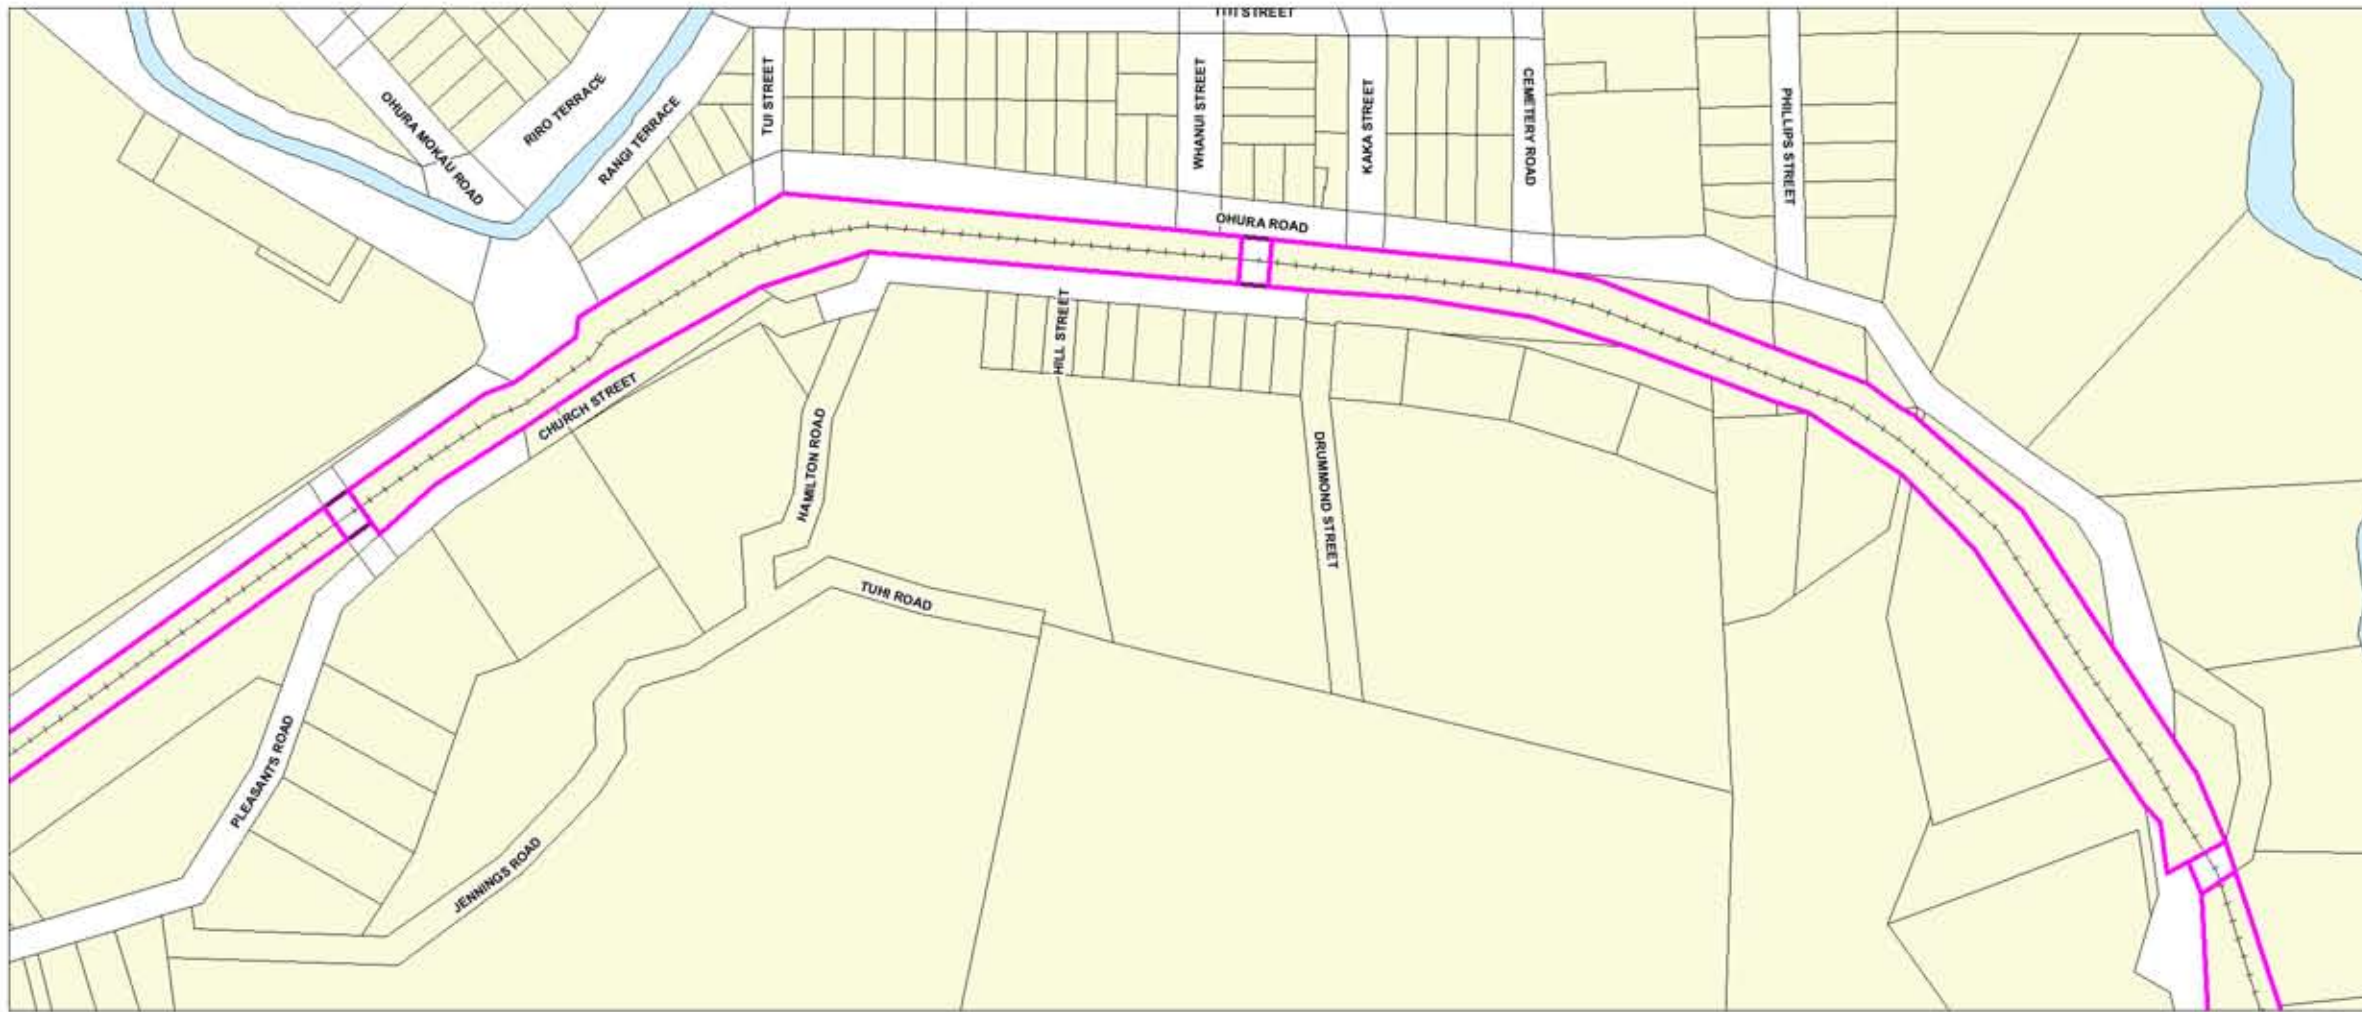 STREET
OHURA MOKAU ROAD
RIRO TERRACE
RANGI TERRACE
TUI STREET
WHANUI STREET
KAKA STREET
CEMETERY ROAD
PHILLIPS STREET
OHURA ROAD
HILL STREET
CHURCH STREET
HAMILTON ROAD
DRUMMOND STREET
TUHI ROAD
PLEASANTS ROAD
JENNINGS ROAD